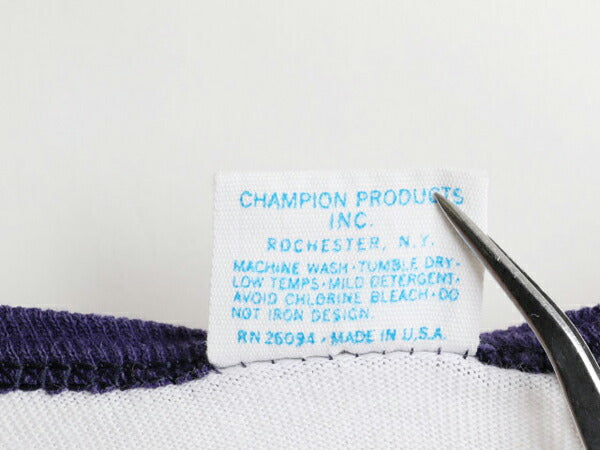 CHAMPION PRODUCTS
INC.
ROCHESTER, N.Y.
MACHINE WASH · TUMBLE DRY ·
LOW TEMPS · MILD DETERGENT ·
AVOID CHLORINE BLEACH · DO
NOT IRON DESIGN.
RN 26094 · MADE IN U.S.A.